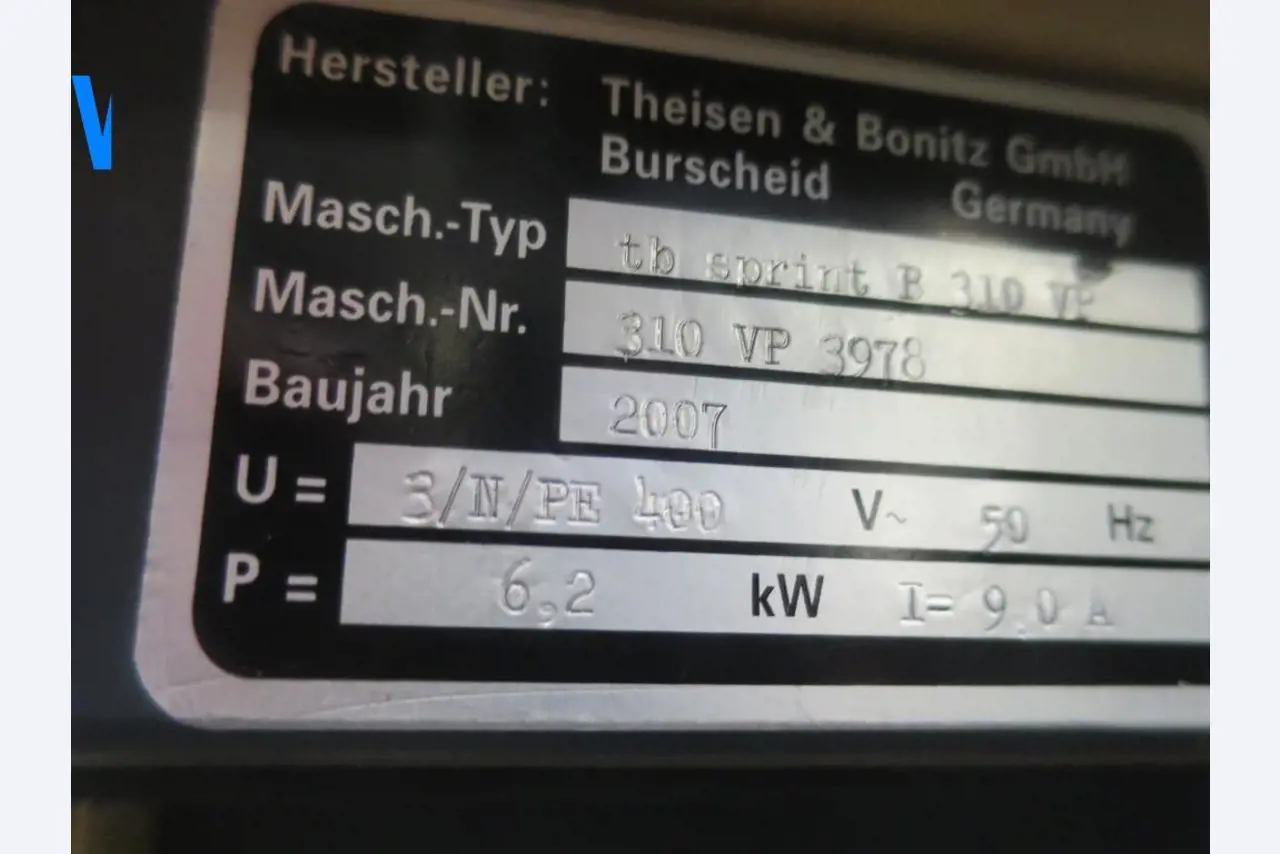 Hersteller: Theisen & Bonitz GmbH
Burscheid Germany
Masch.-Typ tb sprint B 310 VP
Masch.-Nr. 310 VP 3978
Baujahr 2007
U = 3/N/PE 400 V~ 50 Hz
P = 6,2 kW I= 9,0 A